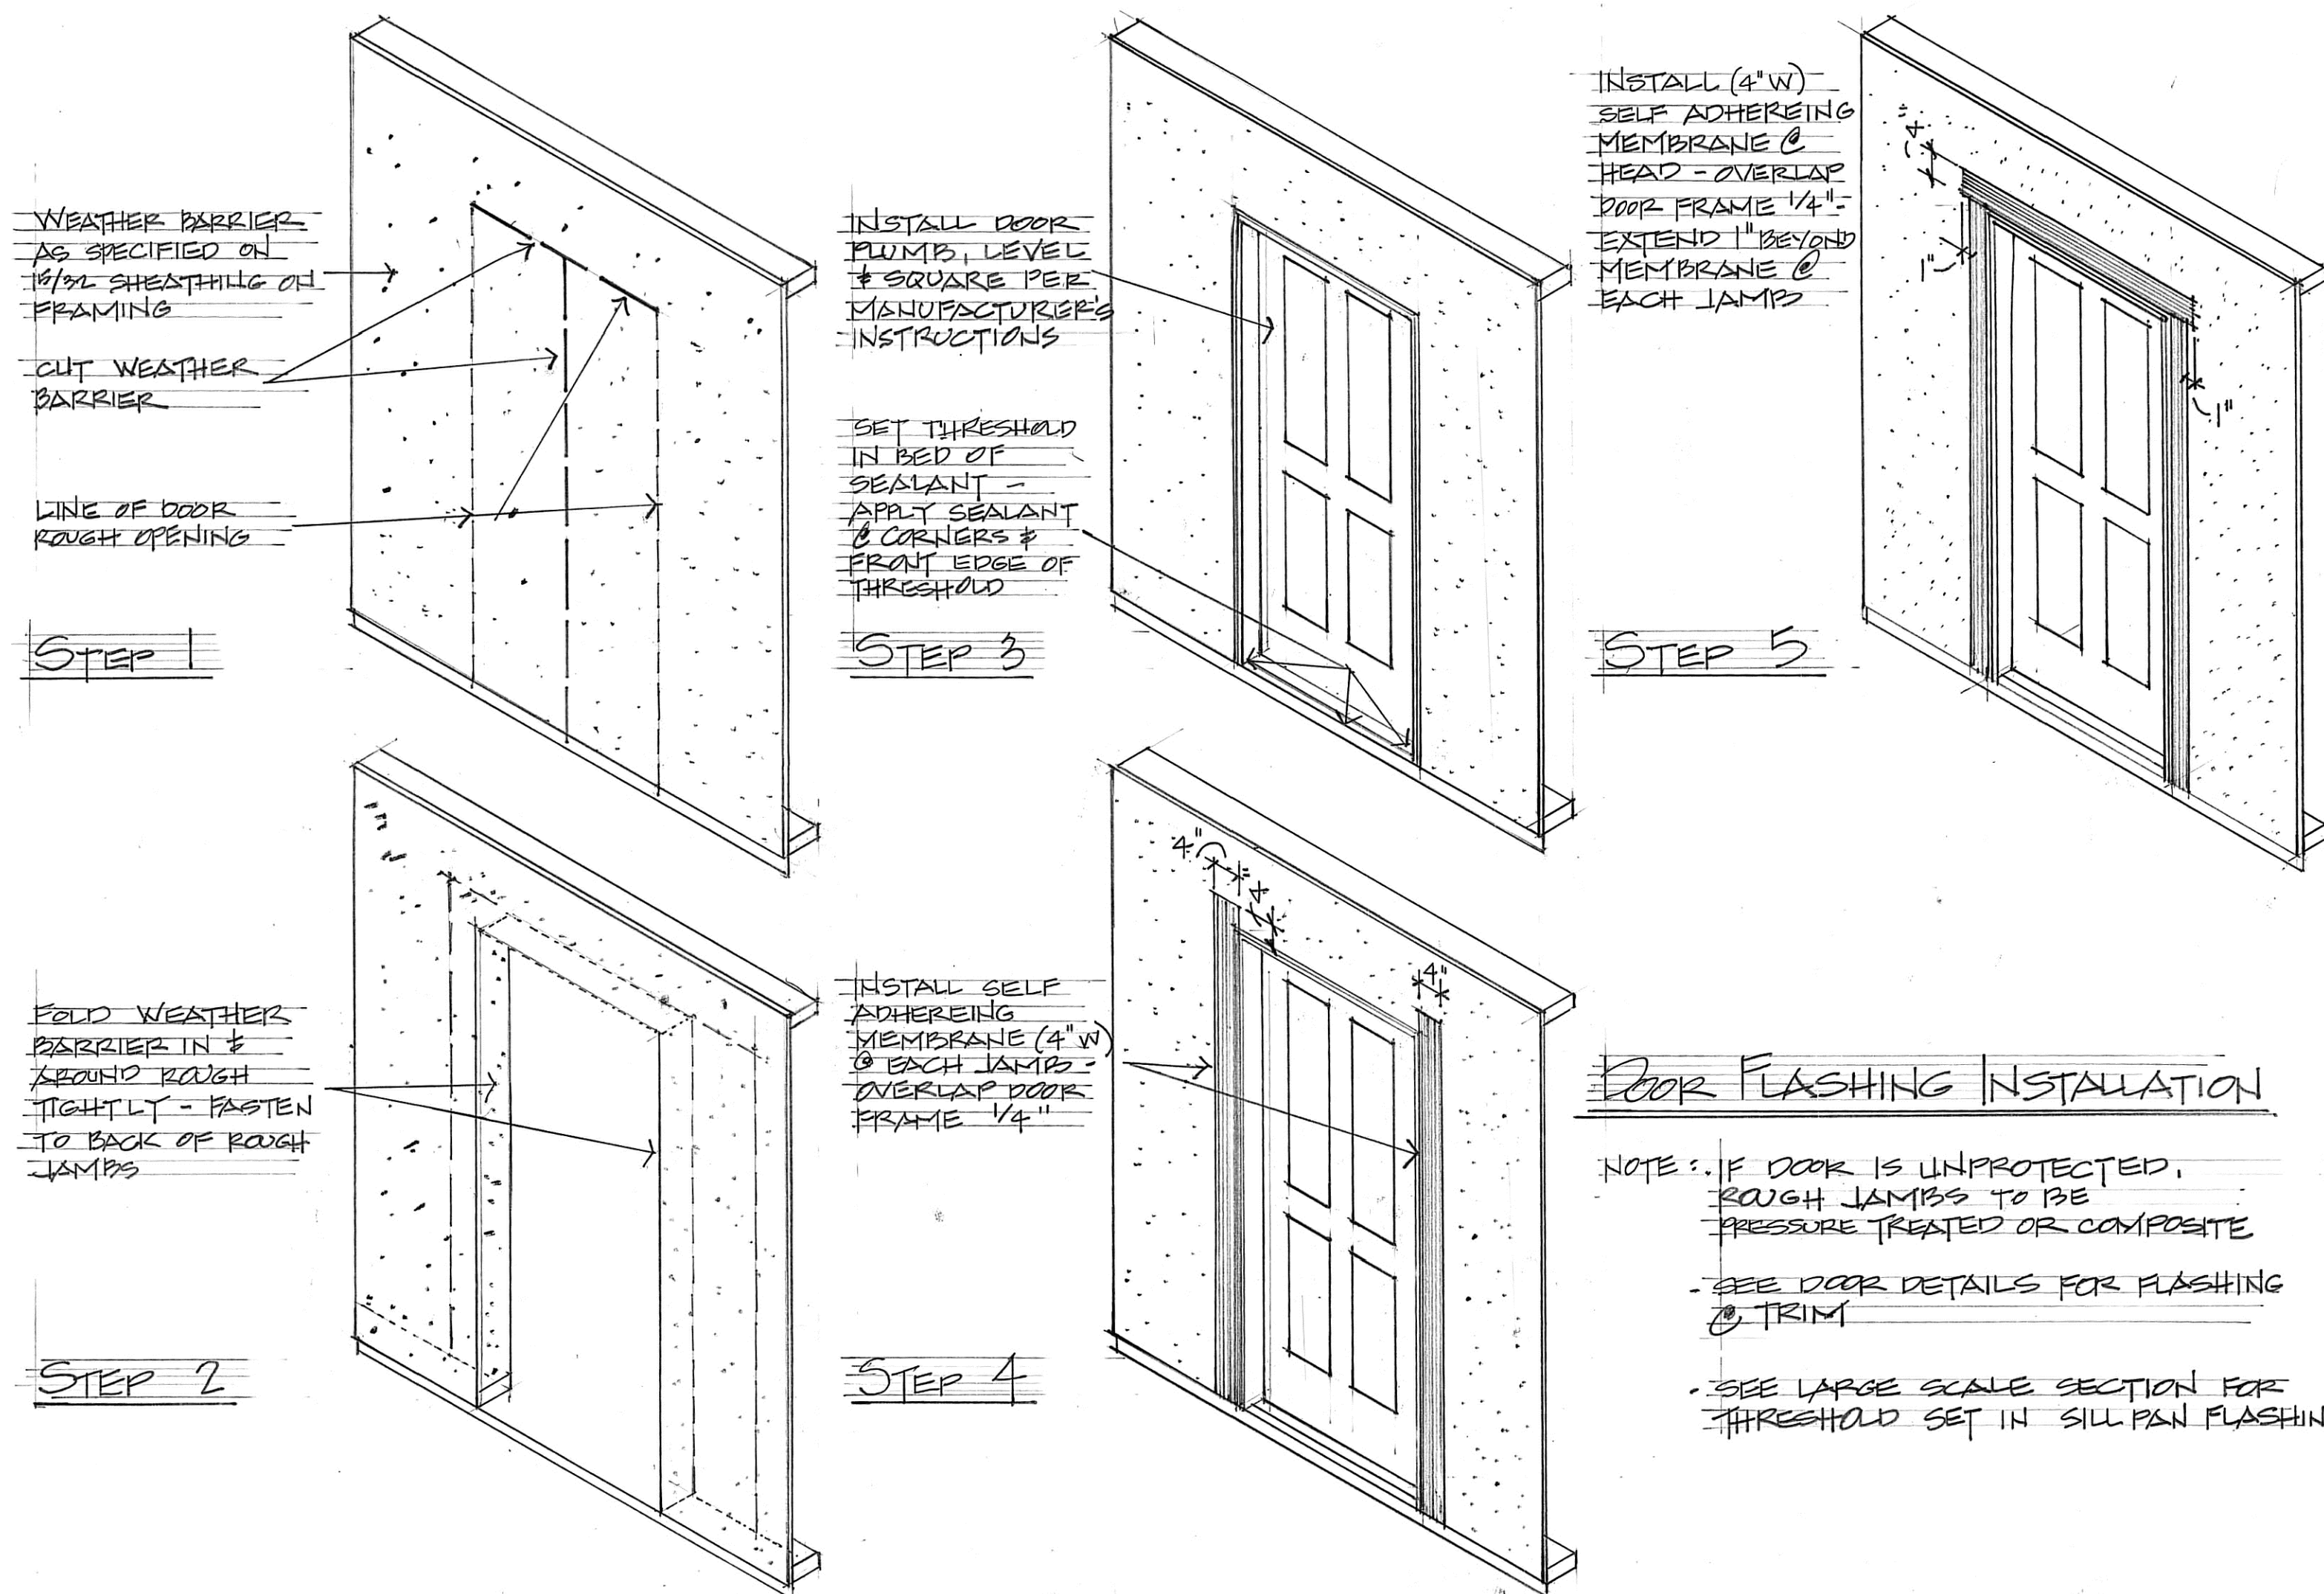 WEATHER BARRIER
AS SPECIFIED ON
15/32 SHEATHING ON
FRAMING
CUT WEATHER
BARRIER
LINE OF DOOR
ROUGH OPENING
STEP 1
FOLD WEATHER
BARRIER IN &
AROUND ROUGH
TIGHTLY - FASTEN
TO BACK OF ROUGH
JAMBS
STEP 2
INSTALL DOOR
PLUMB, LEVEL
& SQUARE PER
MANUFACTURER'S
INSTRUCTIONS
SET THRESHOLD
IN BED OF
SEALANT -
APPLY SEALANT
@ CORNERS &
FRONT EDGE OF
THRESHOLD
STEP 3
4"
4"
4"
INSTALL SELF
ADHEREING
MEMBRANE (4" W)
@ EACH JAMB -
OVERLAP DOOR
FRAME 1/4"
STEP 4
INSTALL (4" W)
SELF ADHEREING
MEMBRANE @
HEAD - OVERLAP
DOOR FRAME 1/4" -
EXTEND 1" BEYOND
MEMBRANE @
EACH JAMB
4"
1"
1"
STEP 5
DOOR FLASHING INSTALLATION
NOTE : . IF DOOR IS UNPROTECTED,
ROUGH JAMBS TO BE
PRESSURE TREATED OR COMPOSITE
- SEE DOOR DETAILS FOR FLASHING
@ TRIM
. SEE LARGE SCALE SECTION FOR
THRESHOLD SET IN SILL PAN FLASHIN